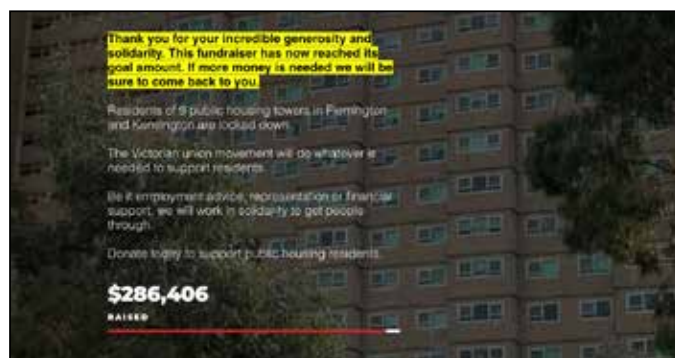 Thank you for your incredible generosity and
solidarity. This fundraiser has now reached its
goal amount. If more money is needed we will be
sure to come back to you.
Residents of 9 public housing towers in Flemington
and Kensington are locked down.
The Victorian union movement will do whatever is
needed to support residents.
Be it employment advice, representation or financial
support, we will work in solidarity to get people
through.
Donate today to support public housing residents.
$286,406
RAISED